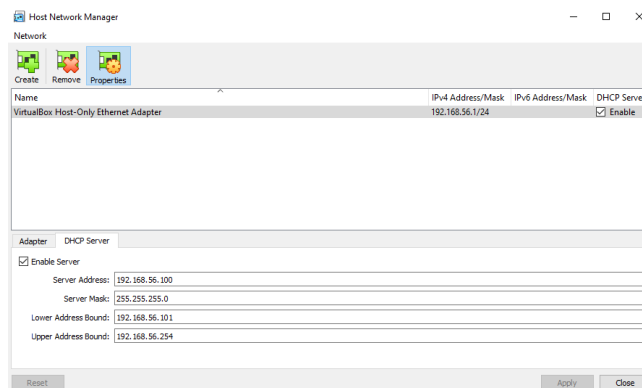 Host Network Manager
Network
Create Remove Properties
Name IPv4 Address/Mask IPv6 Address/Mask DHCP Serve
VirtualBox Host-Only Ethernet Adapter 192.168.56.1/24 Enable
Adapter DHCP Server
Enable Server
Server Address: 192.168.56.100
Server Mask: 255.255.255.0
Lower Address Bound: 192.168.56.101
Upper Address Bound: 192.168.56.254
Reset Apply Close